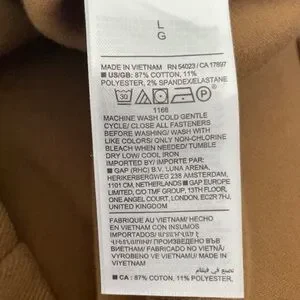 L
G
MADE IN VIETNAM RN 54023 / CA 17897
■ US/GB: 87% COTTON, 11%
POLYESTER, 2% SPANDEX/ELASTANE
30
P
1166
MACHINE WASH COLD GENTLE
CYCLE/ CLOSE ALL FASTENERS
BEFORE WASHING/ WASH WITH
LIKE COLORS/ ONLY NON-CHLORINE
BLEACH WHEN NEEDED/ TUMBLE
DRY LOW/ COOL IRON
IMPORTED BY/ IMPORTE PAR:
■ GAP (RHC) B.V. LUNA ARENA,
HERIKERBERGWEG 238 AMSTERDAM,
1101 CM, NETHERLANDS ■ GAP EUROPE
LIMITED, C/O TMF GROUP, 13TH FLOOR,
ONE ANGEL COURT, LONDON, EC2R 7HJ,
UNITED KINGDOM
FABRIQUE AU VIETNAM/ HECHO
EN VIETNAM CON INSUMOS
IMPORTADOS/ ПРОИЗВЕДЕНО ВЪВ
ВИЕТНАМ/ FABRICADO NO VIETNÃ/
VYROBENO VE VIETNAMU/ MADE IN
VIYETNAM
صنع في فيتنام
■ CA : 87% COTTON, 11% POLYESTER,